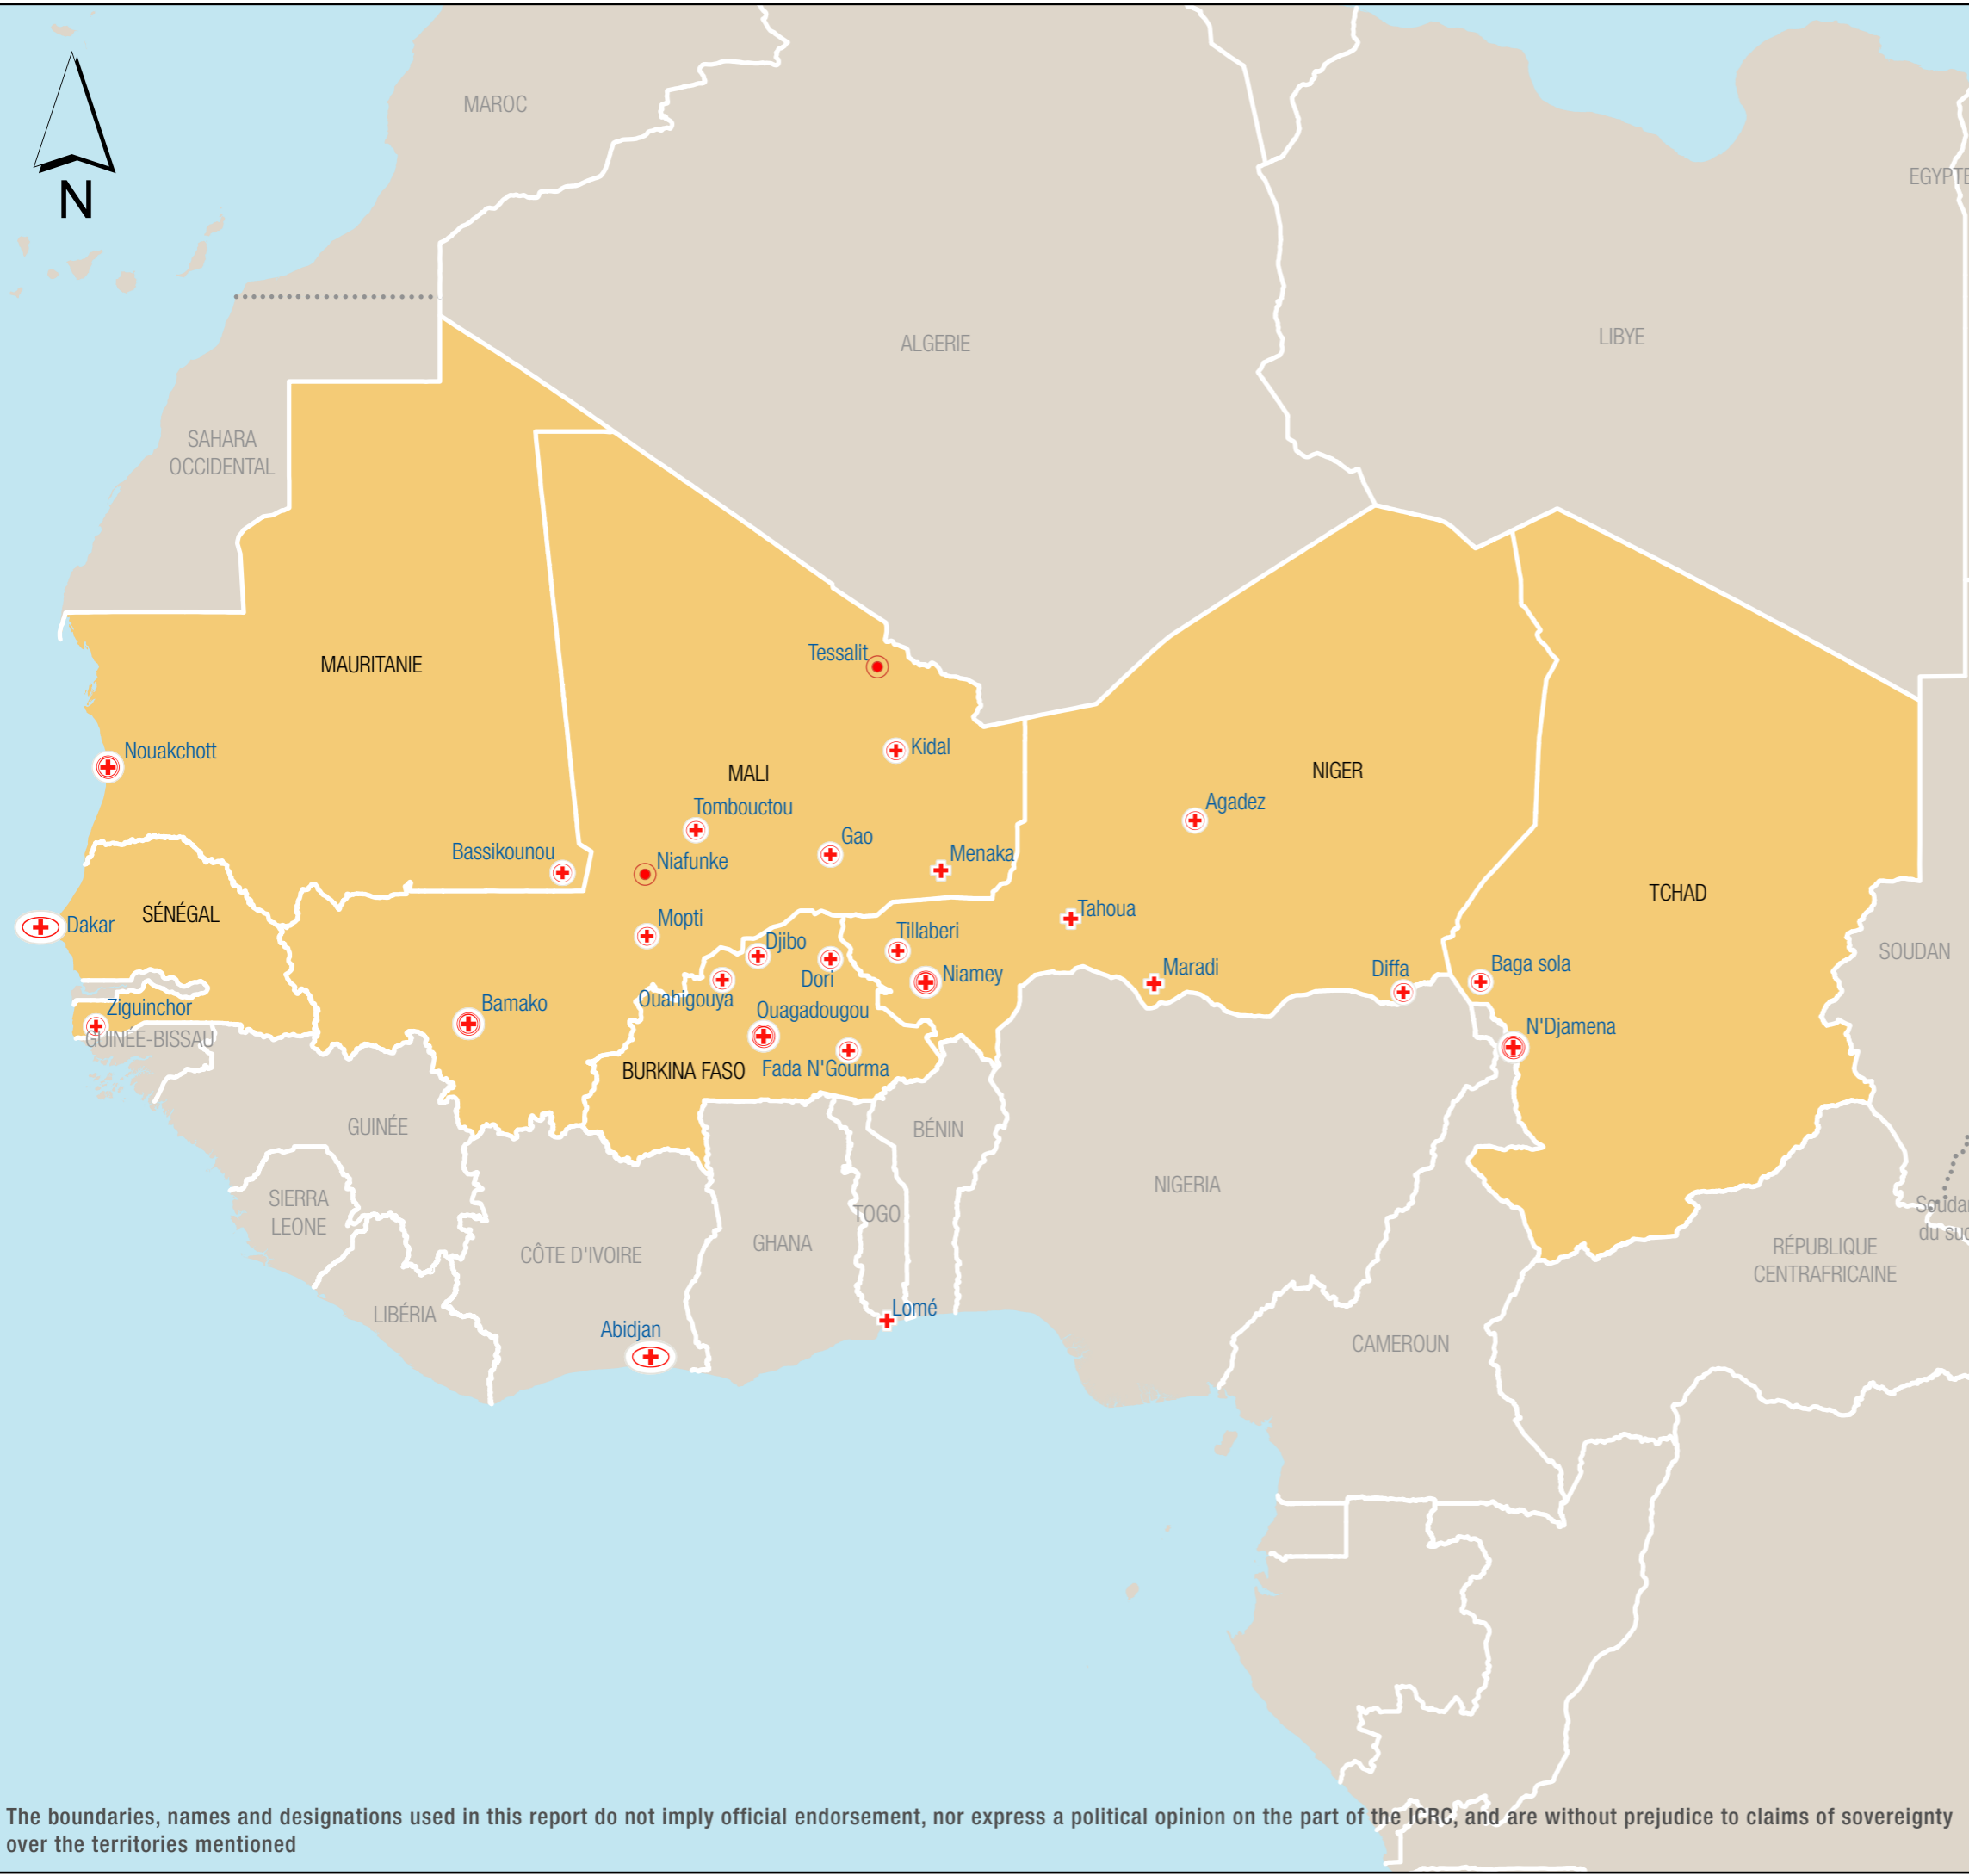 MAROC
N
EGYPTE
ALGERIE
LIBYE
SAHARA
OCCIDENTAL
MAURITANIE
Tessalit
Nouakchott
Kidal
MALI
NIGER
Tombouctou
Agadez
Gao
Bassikounou
Niafunke
Menaka
TCHAD
SÉNÉGAL
Dakar
Mopti
Tahoua
Tillaberi
Djibo
SOUDAN
Dori
Niamey
Maradi
Diffa
Baga sola
Ouahigouya
Ziguinchor
Bamako
Ouagadougou
N'Djamena
GUINÉE-BISSAU
BURKINA FASO
Fada N'Gourma
GUINÉE
BÉNIN
NIGERIA
SIERRA
LEONE
TOGO
Soudan
du sud
CÔTE D'IVOIRE
GHANA
RÉPUBLIQUE
CENTRAFRICAINE
LIBÉRIA
Lomé
Abidjan
CAMEROUN
The boundaries, names and designations used in this report do not imply official endorsement, nor express a political opinion on the part of the ICRC, and are without prejudice to claims of sovereignty
over the territories mentioned